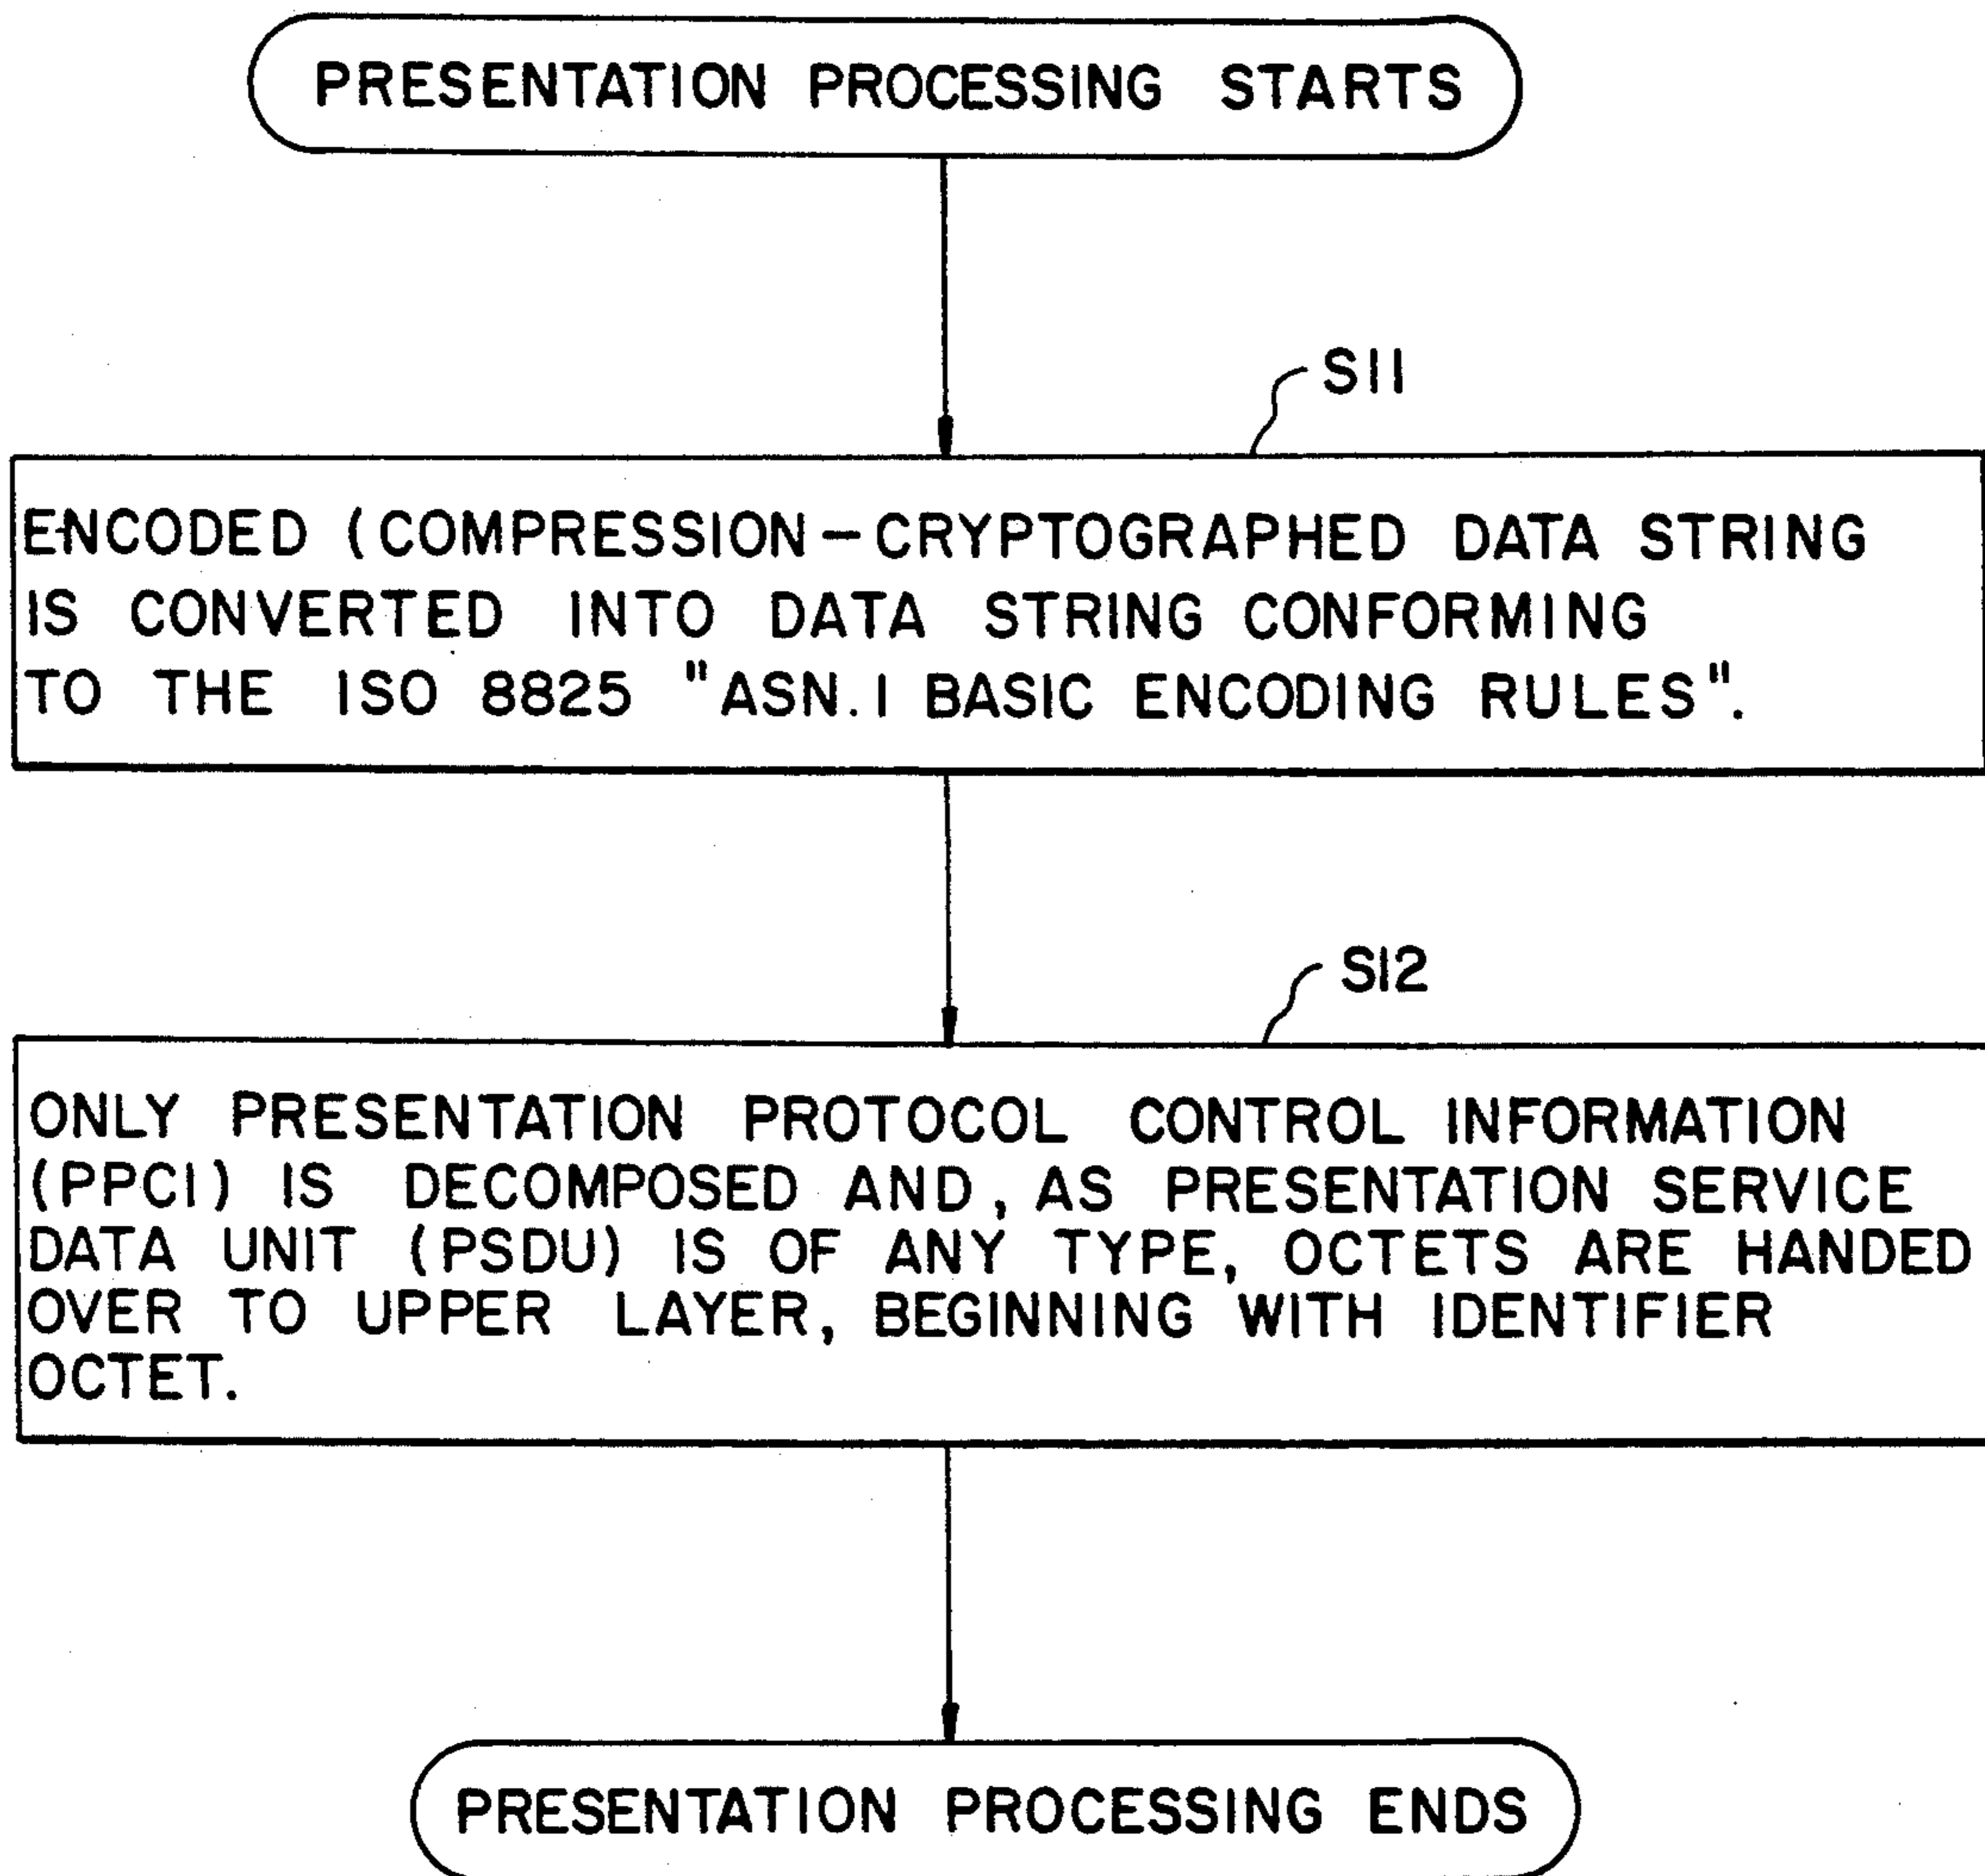 PRESENTATION PROCESSING STARTS
S11
ENCODED (COMPRESSION-CRYPTOGRAPHED DATA STRING
IS CONVERTED INTO DATA STRING CONFORMING
TO THE ISO 8825 "ASN.1 BASIC ENCODING RULES".
S12
ONLY PRESENTATION PROTOCOL CONTROL INFORMATION
(PPCI) IS DECOMPOSED AND, AS PRESENTATION SERVICE
DATA UNIT (PSDU) IS OF ANY TYPE, OCTETS ARE HANDED
OVER TO UPPER LAYER, BEGINNING WITH IDENTIFIER
OCTET.
PRESENTATION PROCESSING ENDS